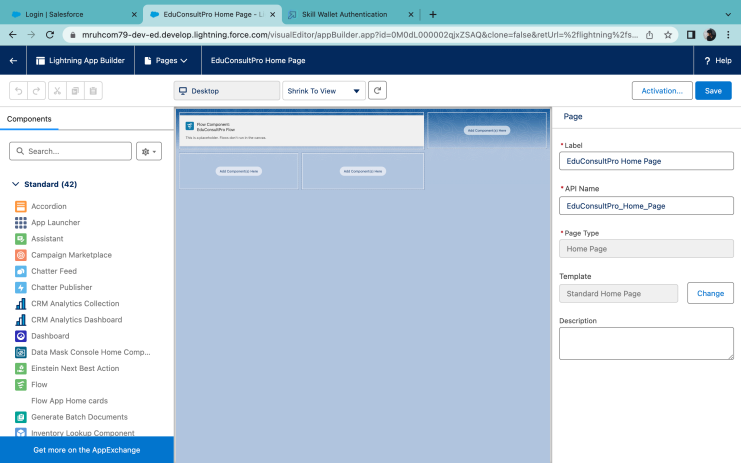 Login | Salesforce
EduConsultPro Home Page - Li
Skill Wallet Authentication
mruhcom79-dev-ed.develop.lightning.force.com/visualEditor/appBuilder.app?id=0M0dL000002qjxZSAQ&clone=false&retUrl=%2flightning%2fs...
Lightning App Builder
Pages
EduConsultPro Home Page
? Help
Desktop
Shrink To View
Activation...
Save
Components
Search...
Standard (42)
Accordion
App Launcher
Assistant
Campaign Marketplace
Chatter Feed
Chatter Publisher
CRM Analytics Collection
CRM Analytics Dashboard
Dashboard
Data Mask Console Home Comp...
Einstein Next Best Action
Flow
Flow App Home cards
Generate Batch Documents
Inventory Lookup Component
Get more on the AppExchange
Flow Component:
EduConsultPro Flow
This is a placeholder. Flows don't run in the canvas.
Add Component(s) Here
Add Component(s) Here
Add Component(s) Here
Page
*Label
EduConsultPro Home Page
*API Name
EduConsultPro_Home_Page
*Page Type
Home Page
Template
Standard Home Page
Change
Description